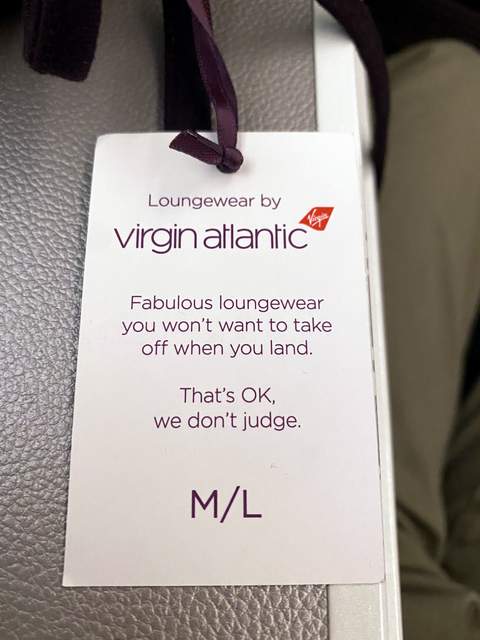 Loungewear by
virgin atlantic
Virgin
Fabulous loungewear
you won't want to take
off when you land.
That's OK,
we don't judge.
M/L